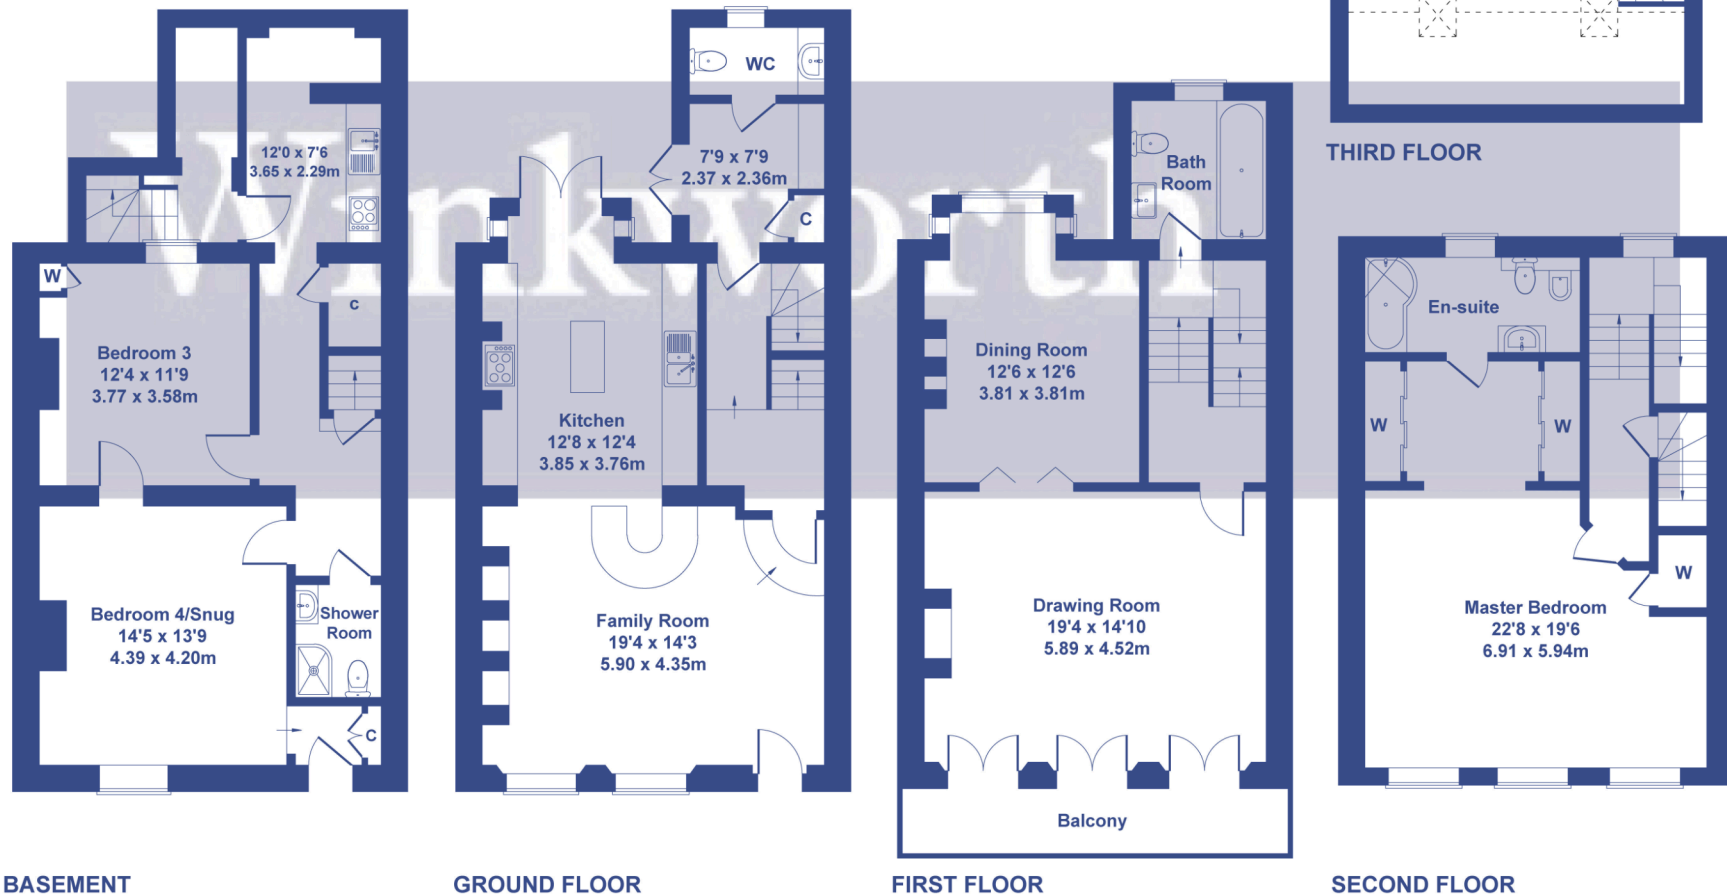 Winkworth
12'0 x 7'6
3.65 x 2.29m
W
c
Bedroom 3
12'4 x 11'9
3.77 x 3.58m
Bedroom 4/Snug
14'5 x 13'9
4.39 x 4.20m
Shower
Room
C
BASEMENT
WC
7'9 x 7'9
2.37 x 2.36m
C
Kitchen
12'8 x 12'4
3.85 x 3.76m
Family Room
19'4 x 14'3
5.90 x 4.35m
GROUND FLOOR
Bath
Room
Dining Room
12'6 x 12'6
3.81 x 3.81m
Drawing Room
19'4 x 14'10
5.89 x 4.52m
Balcony
FIRST FLOOR
THIRD FLOOR
En-suite
W
W
W
Master Bedroom
22'8 x 19'6
6.91 x 5.94m
SECOND FLOOR